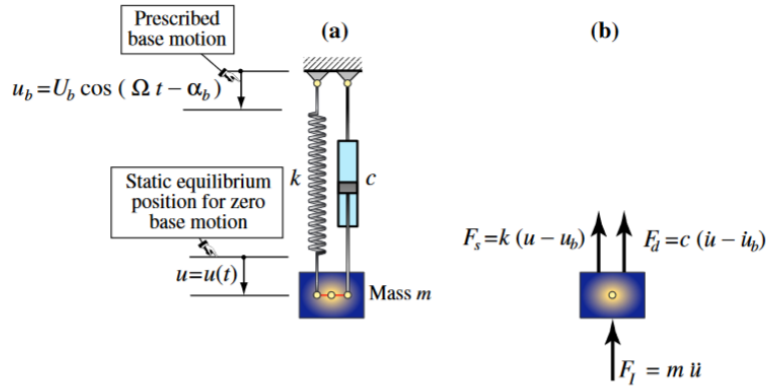 Prescribed
base motion
(a)
(b)
u_b = U_b cos ( Ω t − α_b )
k
c
Static equilibrium
position for zero
base motion
u=u(t)
Mass m
F_s = k (u − u_b)
F_d = c (u̇ − u̇_b)
F_I = m ü